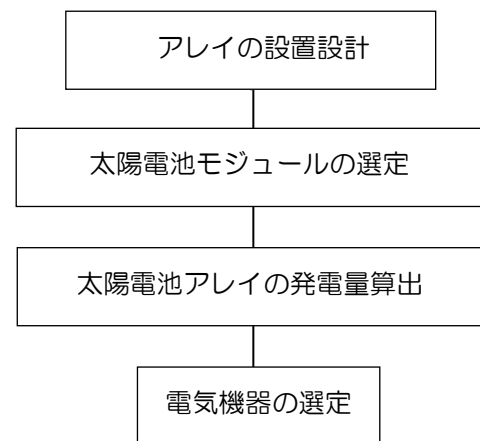 アレイの設置設計
太陽電池モジュールの選定
太陽電池アレイの発電量算出
電気機器の選定